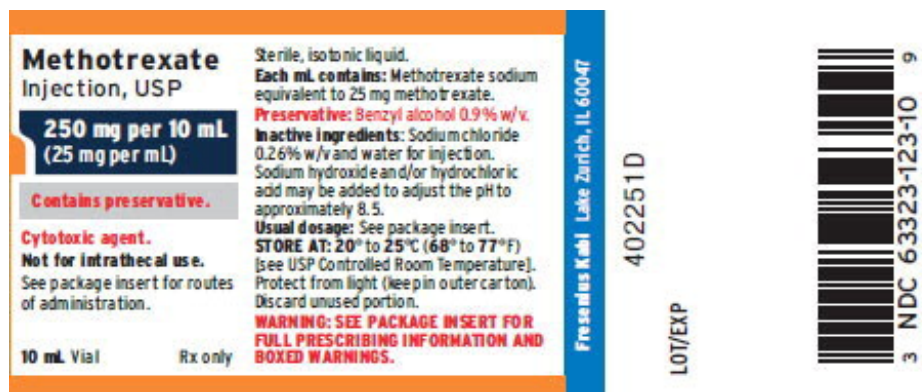 Methotrexate
Injection, USP
250 mg per 10 mL
(25 mg per mL)
Contains preservative.
Cytotoxic agent.
Not for intrathecal use.
See package insert for routes
of administration.
10 mL Vial Rx only
Sterile, isotonic liquid.
Each mL contains: Methotrexate sodium
equivalent to 25 mg methotrexate.
Preservative: Benzyl alcohol 0.9% w/v.
Inactive ingredients: Sodium chloride
0.26% w/v and water for injection.
Sodium hydroxide and/or hydrochloric
acid may be added to adjust the pH to
approximately 8.5.
Usual dosage: See package insert.
STORE AT: 20° to 25°C (68° to 77°F)
[see USP Controlled Room Temperature].
Protect from light (keep in outer carton).
Discard unused portion.
WARNING: SEE PACKAGE INSERT FOR
FULL PRESCRIBING INFORMATION AND
BOXED WARNINGS.
Fresenius Kabi Lake Zurich, IL 60047
402251D
LOT/EXP
3 NDC 63323-123-10 9